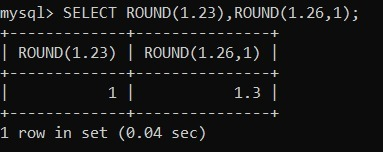 mysql> SELECT ROUND(1.23),ROUND(1.26,1);
+-------------+---------------+
| ROUND(1.23) | ROUND(1.26,1) |
+-------------+---------------+
|           1 |           1.3 |
+-------------+---------------+
1 row in set (0.04 sec)